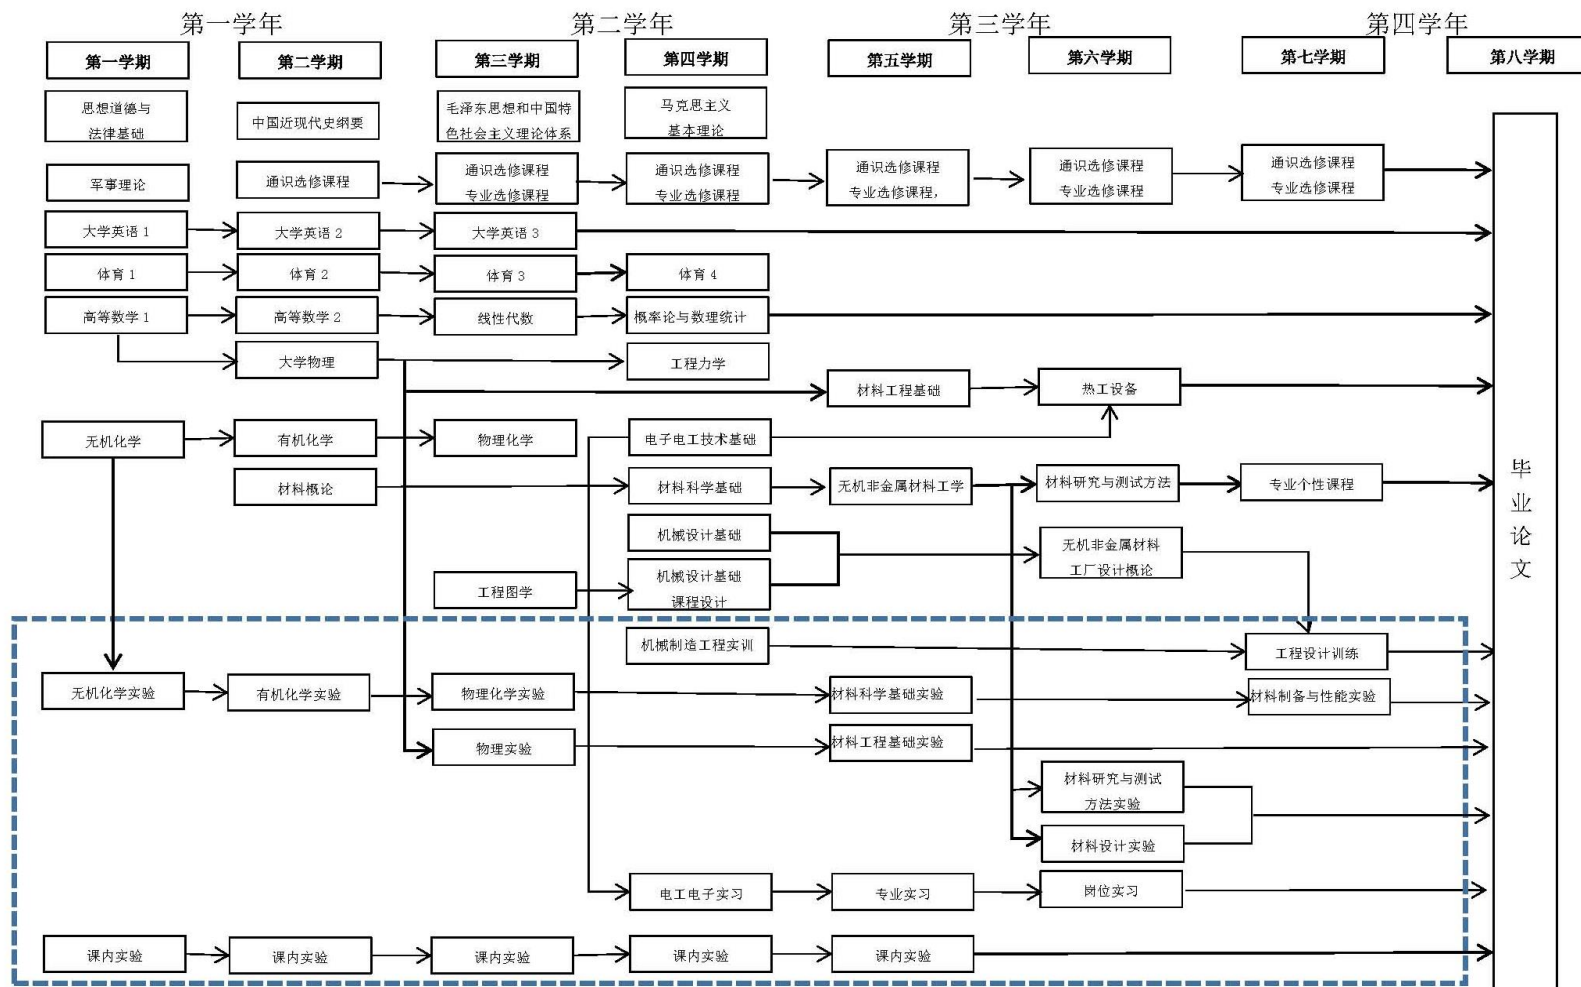 第一学年
第二学年
第三学年
第四学年
第一学期
第二学期
第三学期
第四学期
第五学期
第六学期
第七学期
第八学期
思想道德与
法律基础
中国近现代史纲要
毛泽东思想和中国特
色社会主义理论体系
马克思主义
基本理论
军事理论
通识选修课程
通识选修课程
专业选修课程
通识选修课程
专业选修课程
通识选修课程
专业选修课程,
通识选修课程
专业选修课程
通识选修课程
专业选修课程
大学英语 1
大学英语 2
大学英语 3
体育 1
体育 2
体育 3
体育 4
高等数学 1
高等数学 2
线性代数
概率论与数理统计
大学物理
工程力学
材料工程基础
热工设备
无机化学
有机化学
物理化学
电子电工技术基础
材料概论
材料科学基础
无机非金属材料工学
材料研究与测试方法
专业个性课程
机械设计基础
无机非金属材料
工厂设计概论
工程图学
机械设计基础
课程设计
机械制造工程实训
工程设计训练
无机化学实验
有机化学实验
物理化学实验
材料科学基础实验
材料制备与性能实验
物理实验
材料工程基础实验
材料研究与测试
方法实验
材料设计实验
电工电子实习
专业实习
岗位实习
课内实验
课内实验
课内实验
课内实验
课内实验
毕业论文